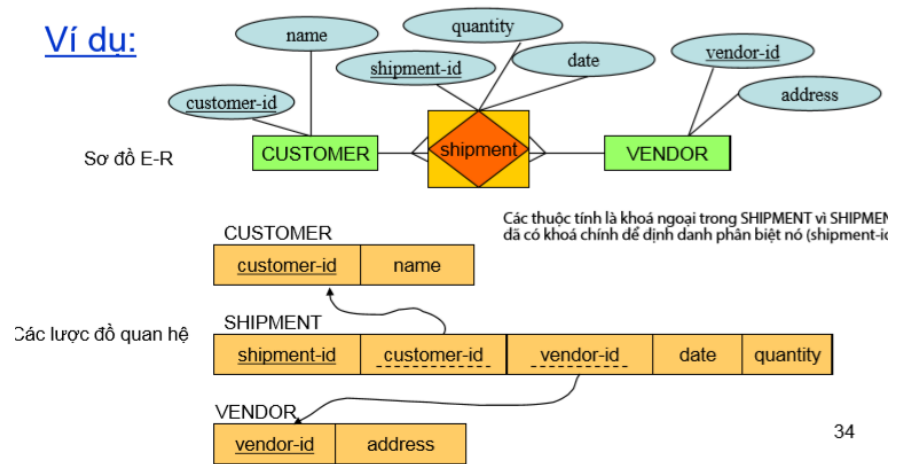 Ví dụ:
name
quantity
shipment-id
date
vendor-id
address
customer-id
Sơ đồ E-R
CUSTOMER
shipment
VENDOR
Các thuộc tính là khoá ngoại trong SHIPMENT vì SHIPMEN
đã có khoá chính để định danh phân biệt nó (shipment-id
CUSTOMER
customer-id name
Các lược đồ quan hệ
SHIPMENT
shipment-id customer-id vendor-id date quantity
VENDOR
vendor-id address
34